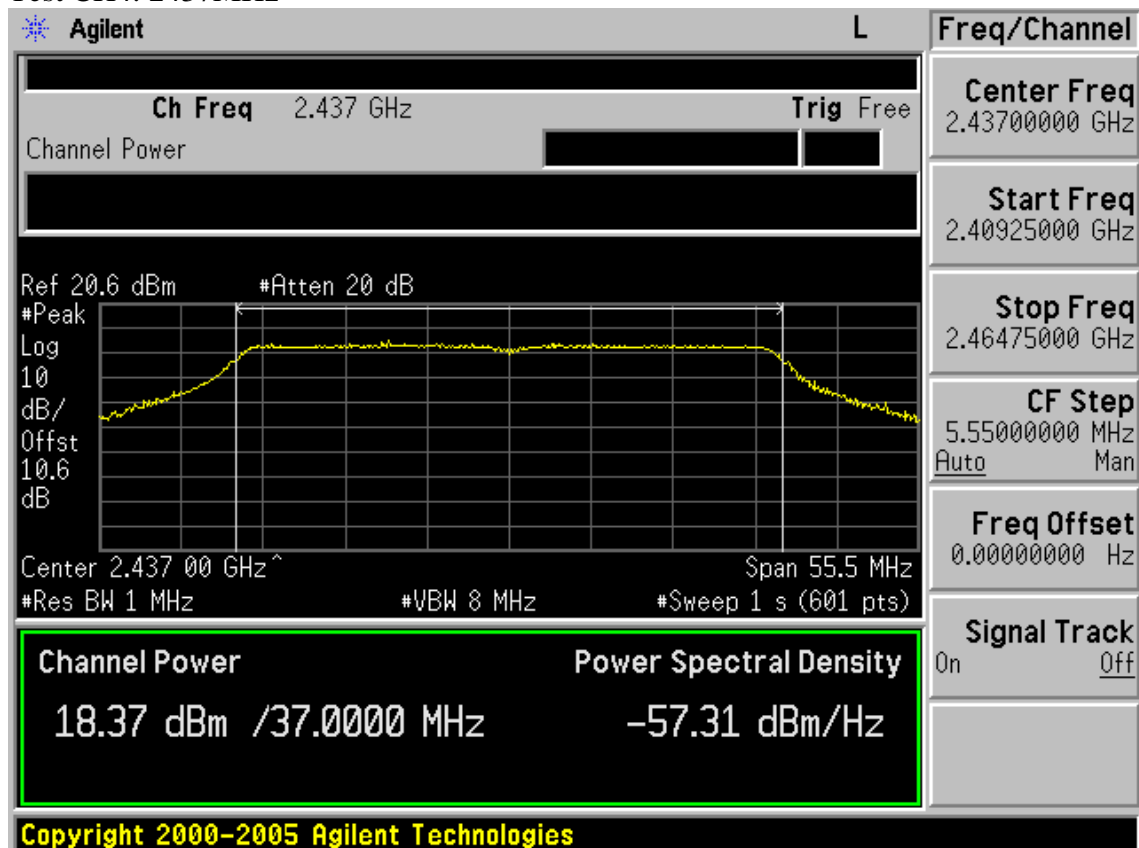 Agilent L Freq/Channel
Ch Freq 2.437 GHz Trig Free
Channel Power
Center Freq
2.43700000 GHz
Start Freq
2.40925000 GHz
Stop Freq
2.46475000 GHz
CF Step
5.55000000 MHz
Auto Man
Freq Offset
0.00000000 Hz
Signal Track
On Off
Ref 20.6 dBm #Atten 20 dB
#Peak
Log
10
dB/
Offst
10.6
dB
Center 2.437 00 GHz^ Span 55.5 MHz
#Res BW 1 MHz #VBW 8 MHz #Sweep 1 s (601 pts)
Channel Power Power Spectral Density
18.37 dBm /37.0000 MHz -57.31 dBm/Hz
Copyright 2000-2005 Agilent Technologies